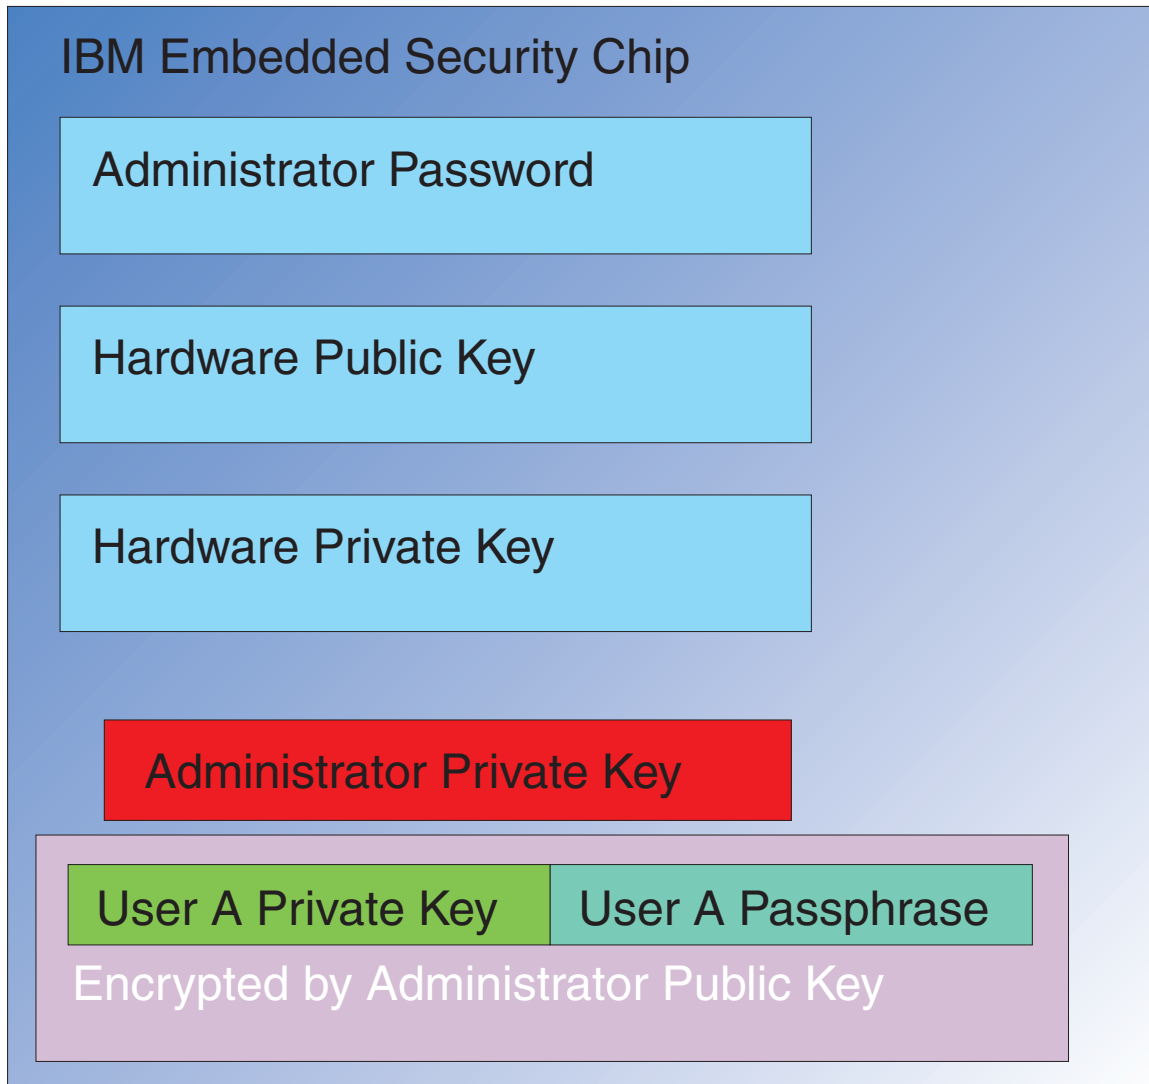 IBM Embedded Security Chip
Administrator Password
Hardware Public Key
Hardware Private Key
Administrator Private Key
User A Private Key
User A Passphrase
Encrypted by Administrator Public Key